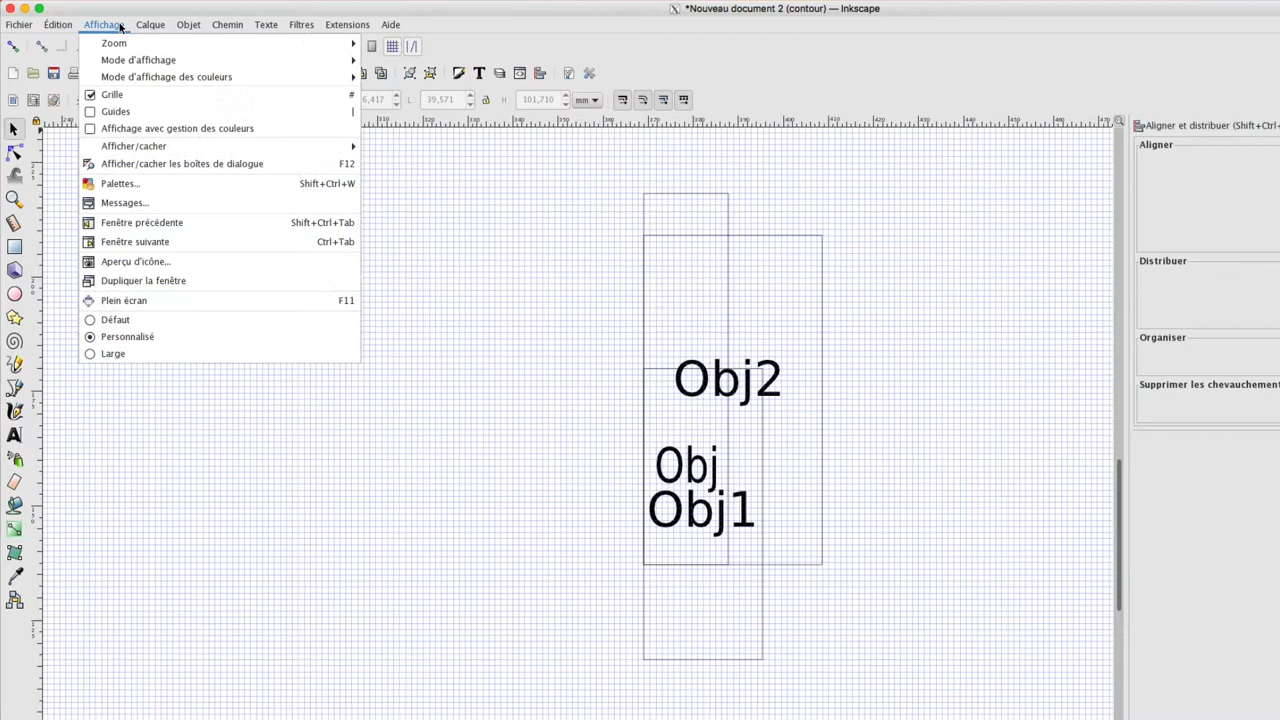 *Nouveau document 2 (contour) — Inkscape
Fichier Édition Affichage Calque Objet Chemin Texte Filtres Extensions Aide
Zoom
Mode d'affichage
Mode d'affichage des couleurs
Grille #
Guides |
Affichage avec gestion des couleurs
Afficher/cacher
Afficher/cacher les boîtes de dialogue F12
Palettes... Shift+Ctrl+W
Messages...
Fenêtre précédente Shift+Ctrl+Tab
Fenêtre suivante Ctrl+Tab
Aperçu d'icône...
Dupliquer la fenêtre
Plein écran F11
Défaut
Personnalisé
Large
6,417 39,571 H 101,710 mm
Aligner et distribuer (Shift+Ctrl+
Aligner
Distribuer
Organiser
Supprimer les chevauchement
Obj2
Obj
Obj1